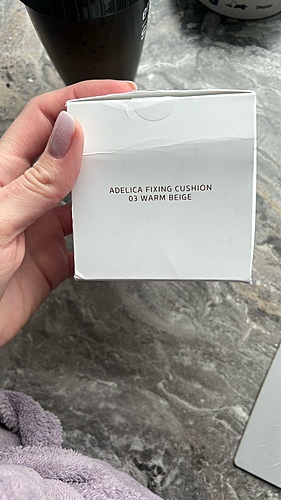 ADELICA FIXING CUSHION
03 WARM BEIGE